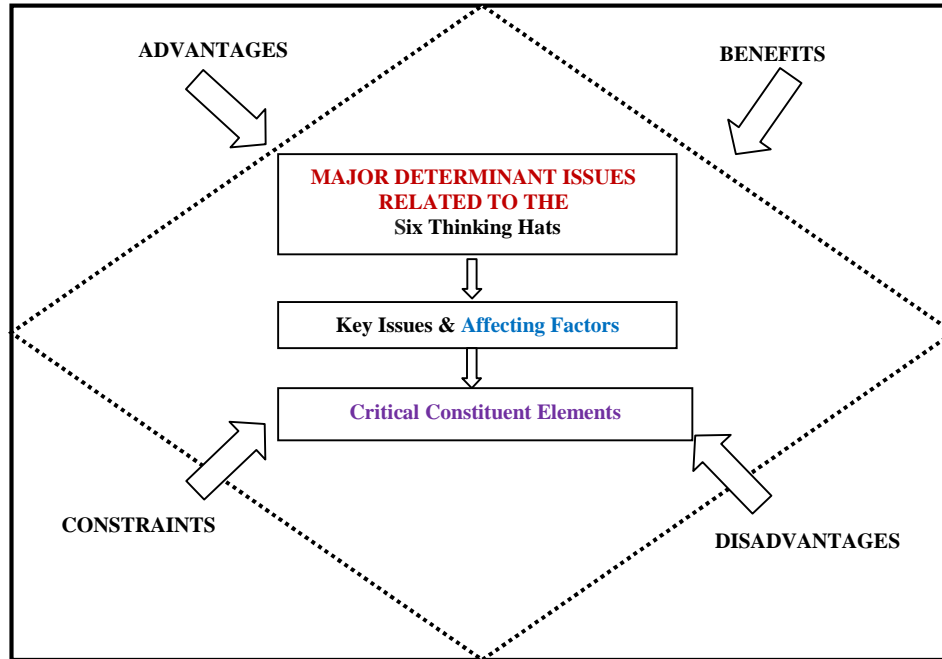 ADVANTAGES
BENEFITS
MAJOR DETERMINANT ISSUES
RELATED TO THE
Six Thinking Hats
Key Issues & Affecting Factors
Critical Constituent Elements
CONSTRAINTS
DISADVANTAGES